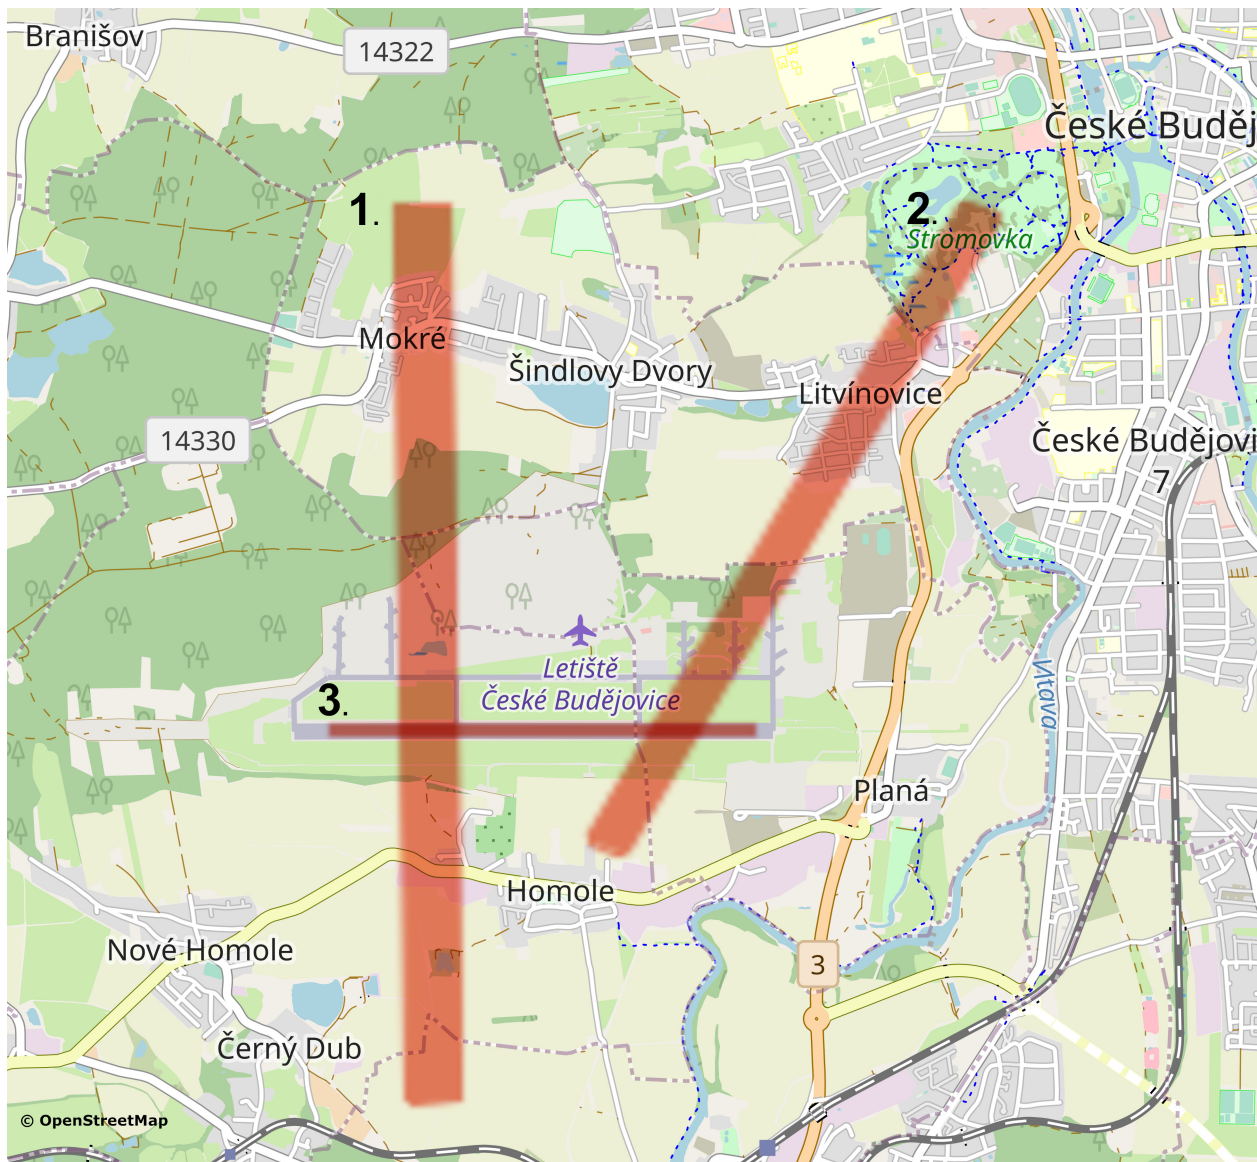 Branišov
14322
České Buděj
1.
2.
Stromovka
Mokré
Šindlovy Dvory
Litvínovice
14330
České Budějovi
7
Vltava
Letiště
České Budějovice
3.
Planá
Homole
Nové Homole
3
Černý Dub
© OpenStreetMap